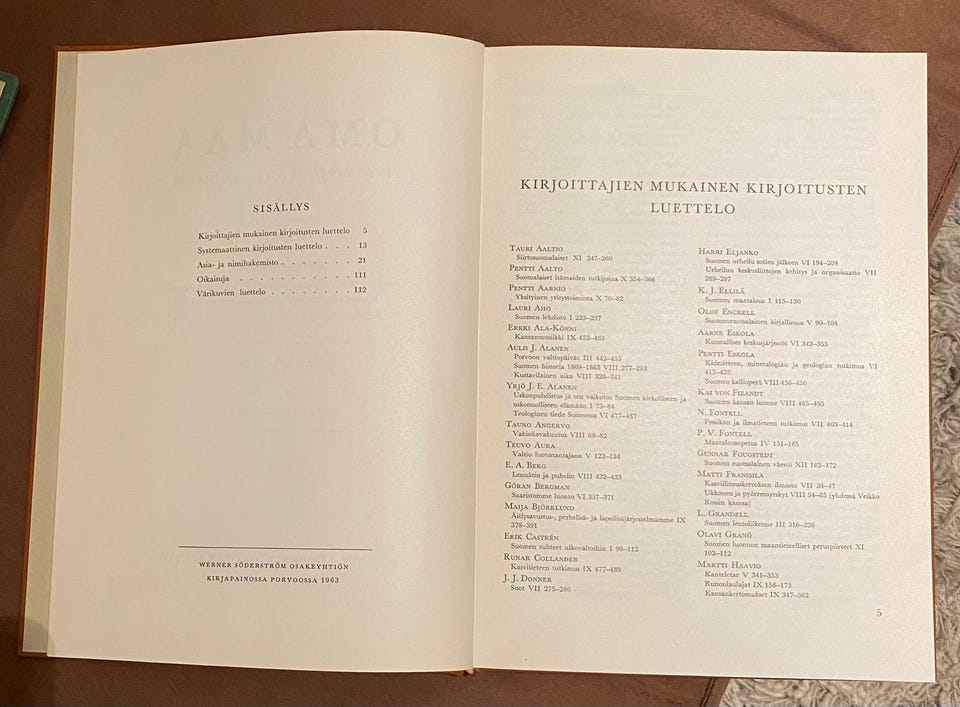 SISÄLLYS
Kirjoittajien mukainen kirjoitusten luettelo 5
Systemaattinen kirjoitusten luettelo . . . 13
Asia- ja nimihakemisto . . . . . . . 21
Oikaisuja . . . . . . . . . . . 111
Värikuvien luettelo . . . . . . . . 112
WERNER SÖDERSTRÖM OSAKEYHTIÖN
KIRJAPAINOSSA PORVOOSSA 1963
KIRJOITTAJIEN MUKAINEN KIRJOITUSTEN
LUETTELO
Tauri Aaltio
Siirtosuomalaiset XI 247–260
Pentti Aalto
Suomalaiset itämaiden tutkijoina X 354–366
Pentti Aarnio
Yksityinen yritystoiminta X 70–82
Lauri Aho
Suomen lehdistö I 223–237
Erkki Ala-Könni
Kansanmusiikki IX 453–463
Aulis J. Alanen
Porvoon valtiopäivät III 442–455
Suomen historia 1809–1863 VIII 277–293
Kustavilainen aika VIII 326–341
Yrjö J. E. Alanen
Uskonpuhdistus ja sen vaikutus Suomen kirkolliseen ja
uskonnolliseen elämään I 73–84
Teologinen tiede Suomessa VI 477–487
Tauno Angervo
Vahinkovakuutus VIII 69–82
Teuvo Aura
Valtio luotonantajana V 122–134
E. A. Berg
Lennätin ja puhelin VIII 422–433
Göran Bergman
Saaristomme luonto VI 357–371
Maija Björklund
Äitiysavustus-, perhelisä- ja lapsilisäjärjestelmämme IX
378–391
Erik Castrén
Suomen suhteet ulkovaltoihin I 99–112
Runar Collander
Kasvitieteen tutkimus IX 477–489
J. J. Donner
Suot VII 275–286
Harri Eljanko
Suomen urheilu sotien jälkeen VI 194–208
Urheilun keskusliittojen kehitys ja organisaatio VII
289–297
K. J. Ellilä
Suomen maatalous I 115–130
Olof Enckell
Suomenruotsalainen kirjallisuus V 90–104
Aarne Eskola
Kunnalliset keskusjärjestöt VI 342–355
Pentti Eskola
Kidetieteen, mineralogian ja geologian tutkimus VI
412–426
Suomen kallioperä VIII 436–450
Kai von Fieandt
Suomen kansan luonne VIII 485–495
N. Fontell
Fysiikan ja ilmatieteen tutkimus VII 403–414
P. V. Fontell
Maatalousopetus IV 151–165
Gunnar Fougstedt
Suomen ruotsalainen väestö XII 162–172
Matti Franssila
Kasvillisuuskerroksen ilmasto VII 34–47
Ukkonen ja pyörremyrskyt VIII 54–65 (yhdessä Veikko
Rossin kanssa)
L. Grandell
Suomen lentoliikenne III 316–326
Olavi Granö
Suomen luonnon maantieteelliset peruspiirteet XI
102–112
Martti Haavio
Kanteletar V 341–353
Runonlaulajat IX 158–173
Kansankertomukset IX 347–362
5